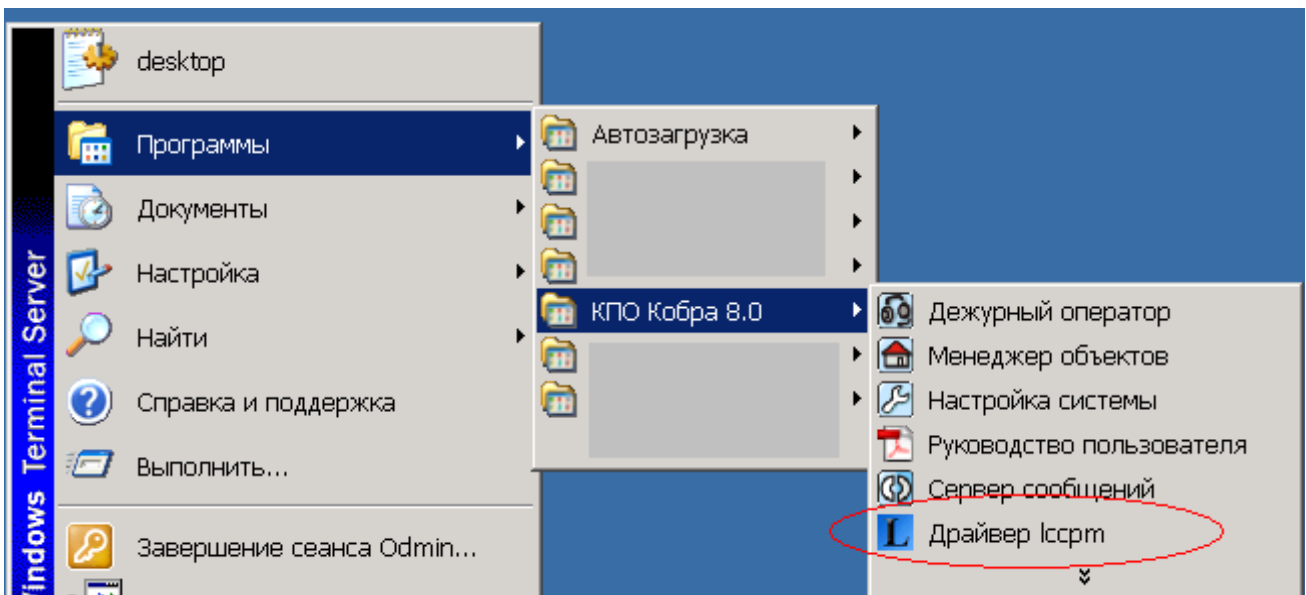 desktop
Программы
Документы
Настройка
Найти
Справка и поддержка
Выполнить...
Завершение сеанса Odmin...
Windows Terminal Server
Автозагрузка
КПО Кобра 8.0
Дежурный оператор
Менеджер объектов
Настройка системы
Руководство пользователя
Сервер сообщений
Драйвер lccpm